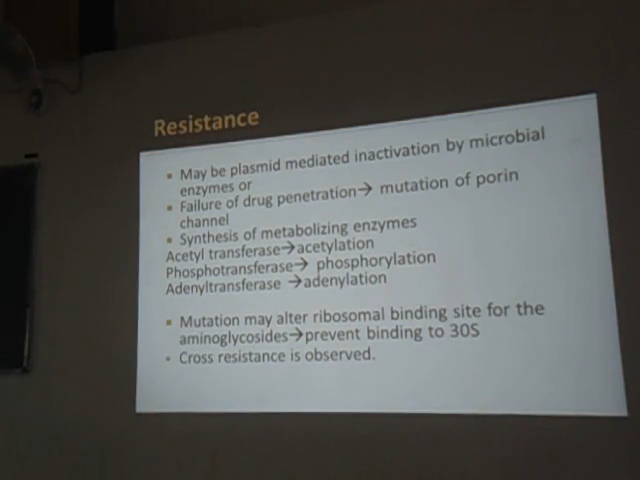 Resistance
▪ May be plasmid mediated inactivation by microbial
enzymes or
▪ Failure of drug penetration→ mutation of porin
channel
▪ Synthesis of metabolizing enzymes
Acetyl transferase→acetylation
Phosphotransferase→ phosphorylation
Adenyltransferase →adenylation
▪ Mutation may alter ribosomal binding site for the
aminoglycosides→prevent binding to 30S
▪ Cross resistance is observed.